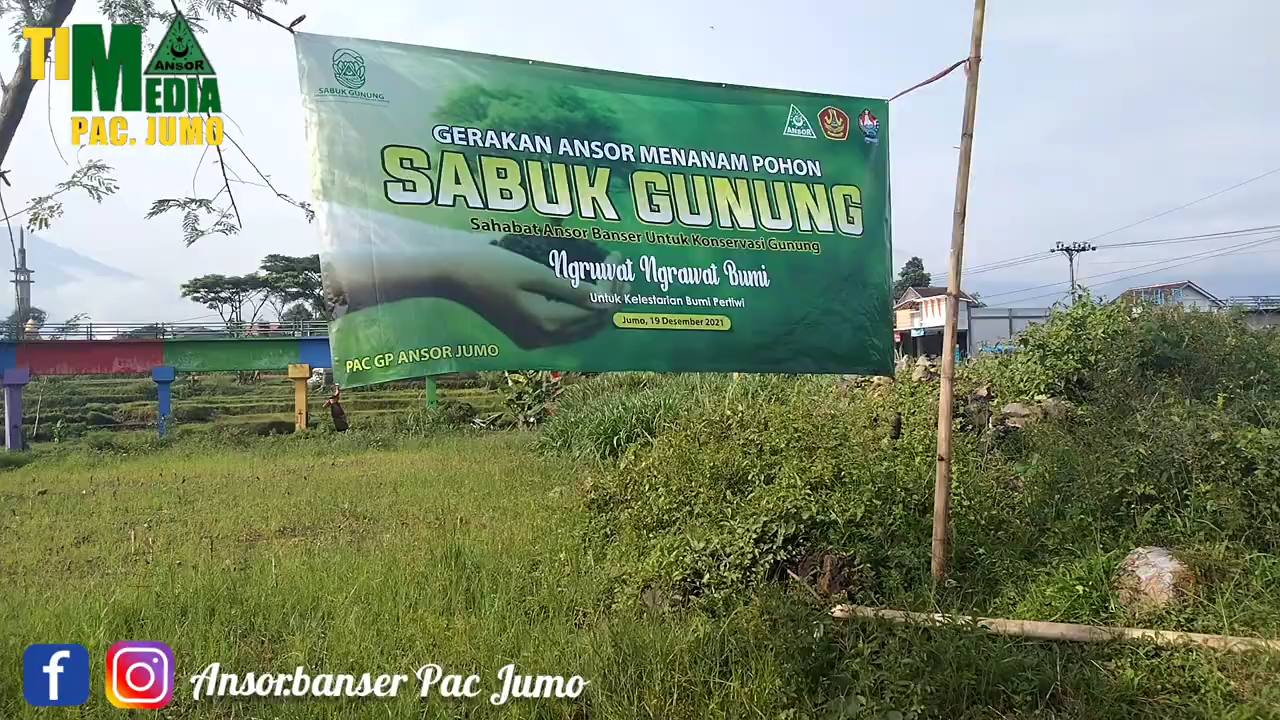 TIM
ANSOR
MEDIA
PAC. JUMO
SABUK GUNUNG
ANSOR
GERAKAN ANSOR MENANAM POHON
SABUK GUNUNG
Sahabat Ansor Banser Untuk Konservasi Gunung
Ngruwat Ngrawat Bumi
Untuk Kelestarian Bumi Pertiwi
Jumo, 19 Desember 2021
PAC GP ANSOR JUMO
Ansor.banser Pac Jumo